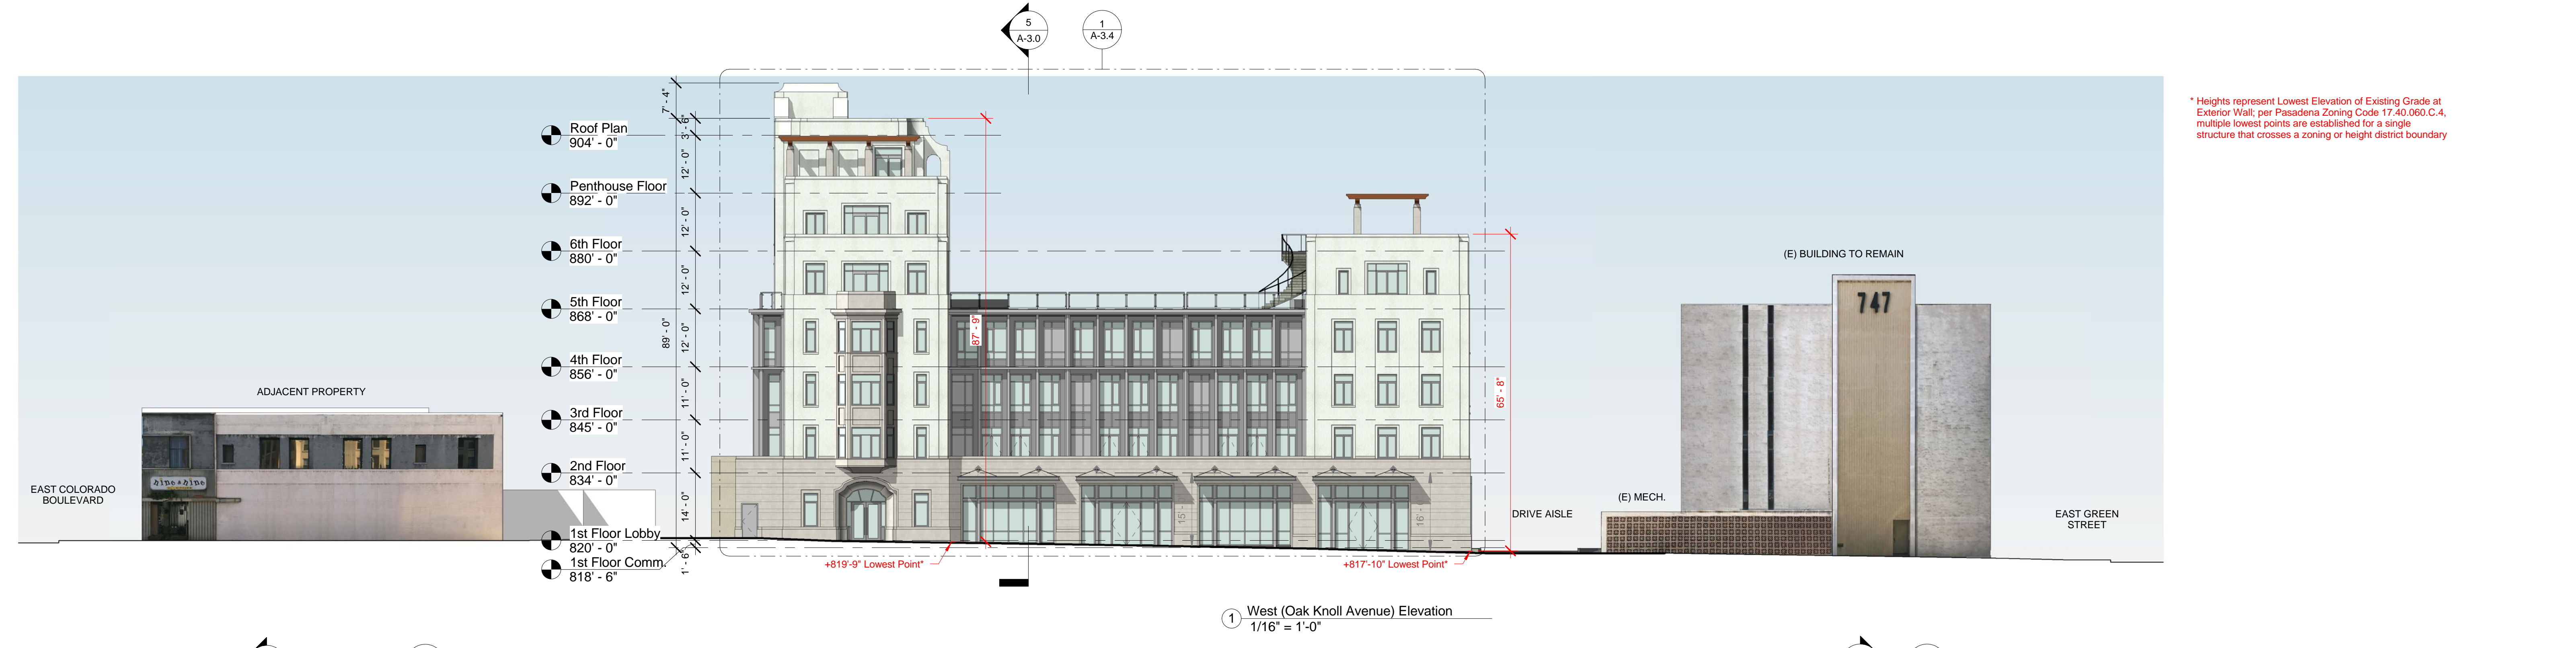 5
A-3.0
1
A-3.4
* Heights represent Lowest Elevation of Existing Grade at
Exterior Wall; per Pasadena Zoning Code 17.40.060.C.4,
multiple lowest points are established for a single
structure that crosses a zoning or height district boundary
7' - 4"
3' - 6"
Roof Plan
904' - 0"
12' - 0"
Penthouse Floor
892' - 0"
12' - 0"
6th Floor
880' - 0"
12' - 0"
5th Floor
868' - 0"
89' - 0"
12' - 0"
87' - 9"
4th Floor
856' - 0"
11' - 0"
65' - 8"
3rd Floor
845' - 0"
11' - 0"
2nd Floor
834' - 0"
14' - 0"
1st Floor Lobby
820' - 0"
1st Floor Comm.
818' - 6"
1' - 6"
ADJACENT PROPERTY
hine & hine
EAST COLORADO
BOULEVARD
(E) BUILDING TO REMAIN
747
(E) MECH.
DRIVE AISLE
EAST GREEN
STREET
+819'-9" Lowest Point*
+817'-10" Lowest Point*
1
West (Oak Knoll Avenue) Elevation
1/16" = 1'-0"